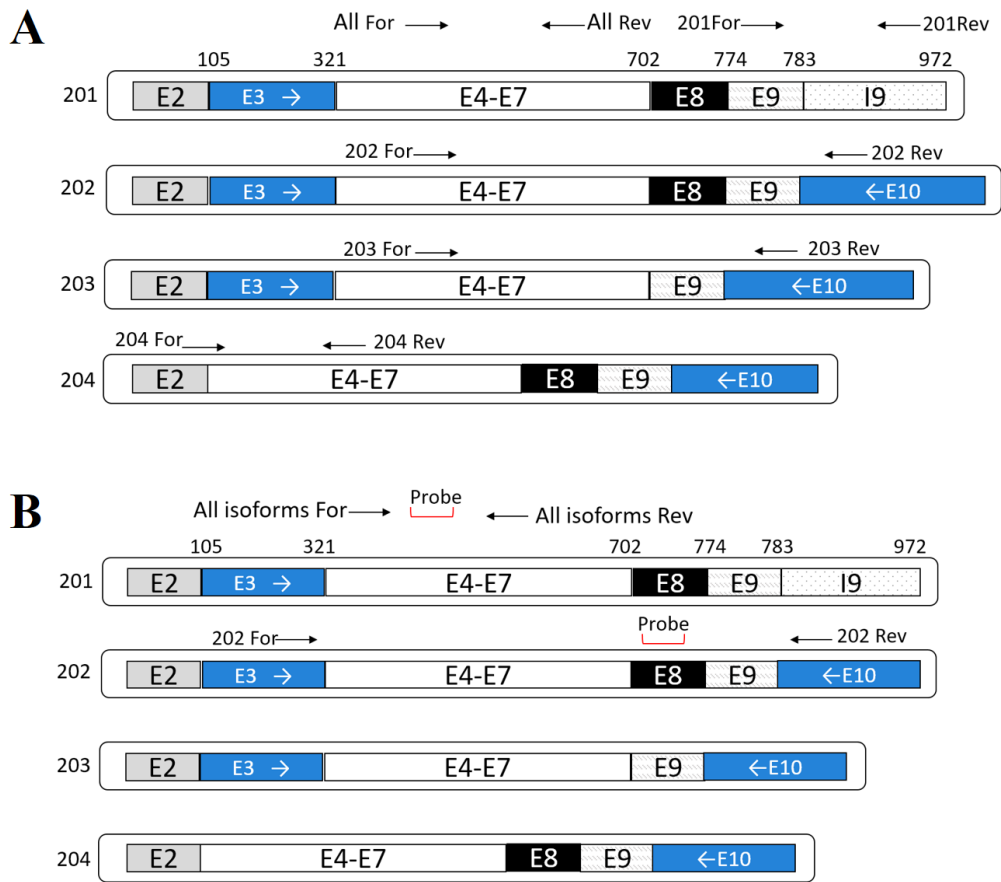 A
All For All Rev 201For 201Rev
105 321 702 774 783 972
201 E2 E3 → E4-E7 E8 E9 I9
202 For 202 Rev
202 E2 E3 → E4-E7 E8 E9 ←E10
203 For 203 Rev
203 E2 E3 → E4-E7 E9 ←E10
204 For 204 Rev
204 E2 E4-E7 E8 E9 ←E10
B
All isoforms For Probe All isoforms Rev
105 321 702 774 783 972
201 E2 E3 → E4-E7 E8 E9 I9
202 For Probe 202 Rev
202 E2 E3 → E4-E7 E8 E9 ←E10
203 E2 E3 → E4-E7 E9 ←E10
204 E2 E4-E7 E8 E9 ←E10